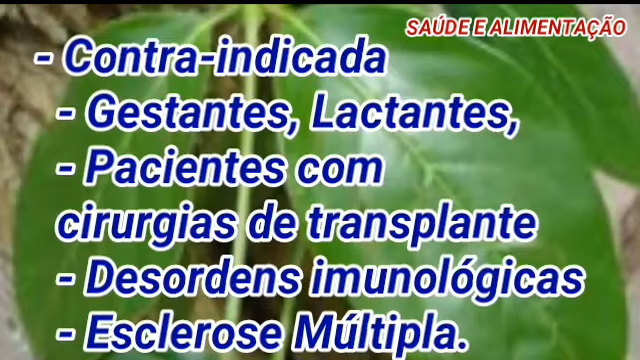 SAÚDE E ALIMENTAÇÃO
- Contra-indicada
- Gestantes, Lactantes,
- Pacientes com
cirurgias de transplante
- Desordens imunológicas
- Esclerose Múltipla.